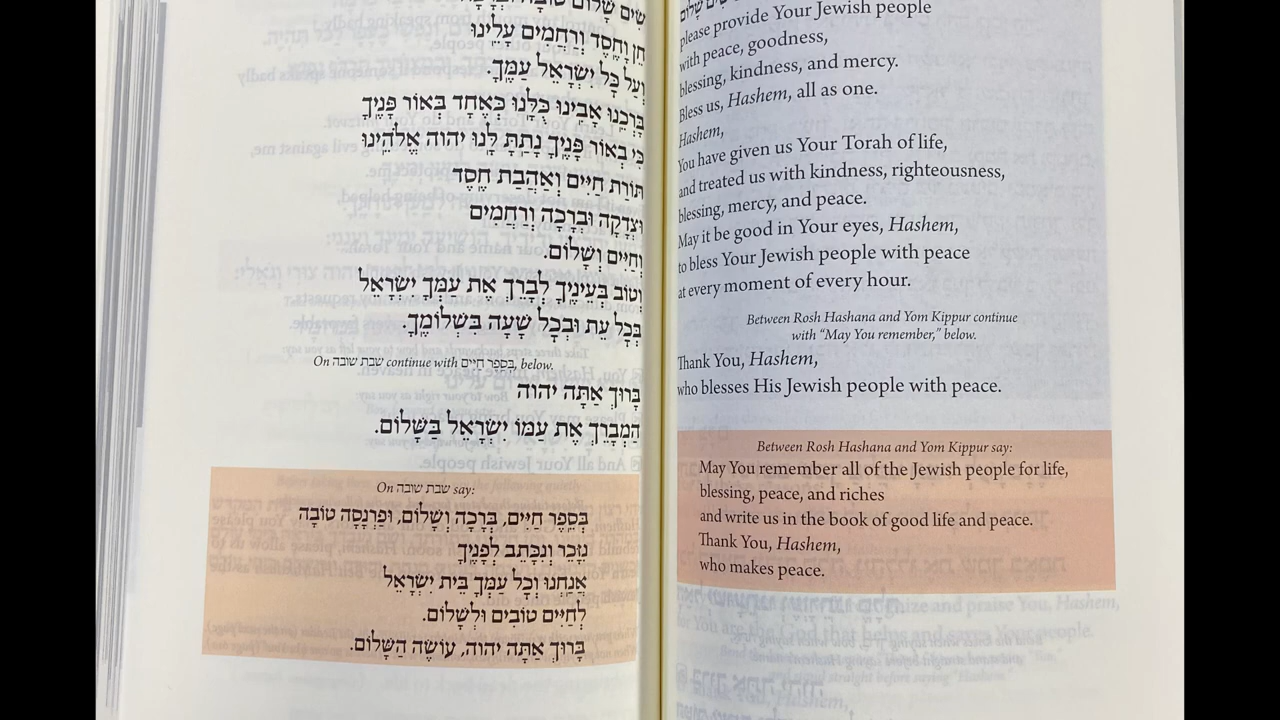 שִׂים שָׁלוֹם טוֹבָה
חֵן וָחֶסֶד וְרַחֲמִים עָלֵינוּ
וְעַל כָּל יִשְׂרָאֵל עַמֶּךָ.
בָּרְכֵנוּ אָבִינוּ כֻּלָּנוּ כְּאֶחָד בְּאוֹר פָּנֶיךָ
כִּי בְאוֹר פָּנֶיךָ נָתַתָּ לָּנוּ יהוה אֱלֹהֵינוּ
תּוֹרַת חַיִּים וְאַהֲבַת חֶסֶד
וּצְדָקָה וּבְרָכָה וְרַחֲמִים
וְחַיִּים וְשָׁלוֹם.
וְטוֹב בְּעֵינֶיךָ לְבָרֵךְ אֶת עַמְּךָ יִשְׂרָאֵל
בְּכָל עֵת וּבְכָל שָׁעָה בִּשְׁלוֹמֶךָ.
On שבת שובה continue with בְּסֵפֶר חַיִּים, below.
בָּרוּךְ אַתָּה יהוה
הַמְבָרֵךְ אֶת עַמּוֹ יִשְׂרָאֵל בַּשָּׁלוֹם.
On שבת שובה say:
בְּסֵפֶר חַיִּים, בְּרָכָה וְשָׁלוֹם, וּפַרְנָסָה טוֹבָה
נִזָּכֵר וְנִכָּתֵב לְפָנֶיךָ
אֲנַחְנוּ וְכָל עַמְּךָ בֵּית יִשְׂרָאֵל
לְחַיִּים טוֹבִים וּלְשָׁלוֹם.
בָּרוּךְ אַתָּה יהוה, עוֹשֶׂה הַשָּׁלוֹם.
שִׂים שָׁלוֹם
please provide Your Jewish people
with peace, goodness,
blessing, kindness, and mercy.
Bless us, Hashem, all as one.
Hashem,
You have given us Your Torah of life,
and treated us with kindness, righteousness,
blessing, mercy, and peace.
May it be good in Your eyes, Hashem,
to bless Your Jewish people with peace
at every moment of every hour.
Between Rosh Hashana and Yom Kippur continue
with “May You remember,” below.
Thank You, Hashem,
who blesses His Jewish people with peace.
Between Rosh Hashana and Yom Kippur say:
May You remember all of the Jewish people for life,
blessing, peace, and riches
and write us in the book of good life and peace.
Thank You, Hashem,
who makes peace.